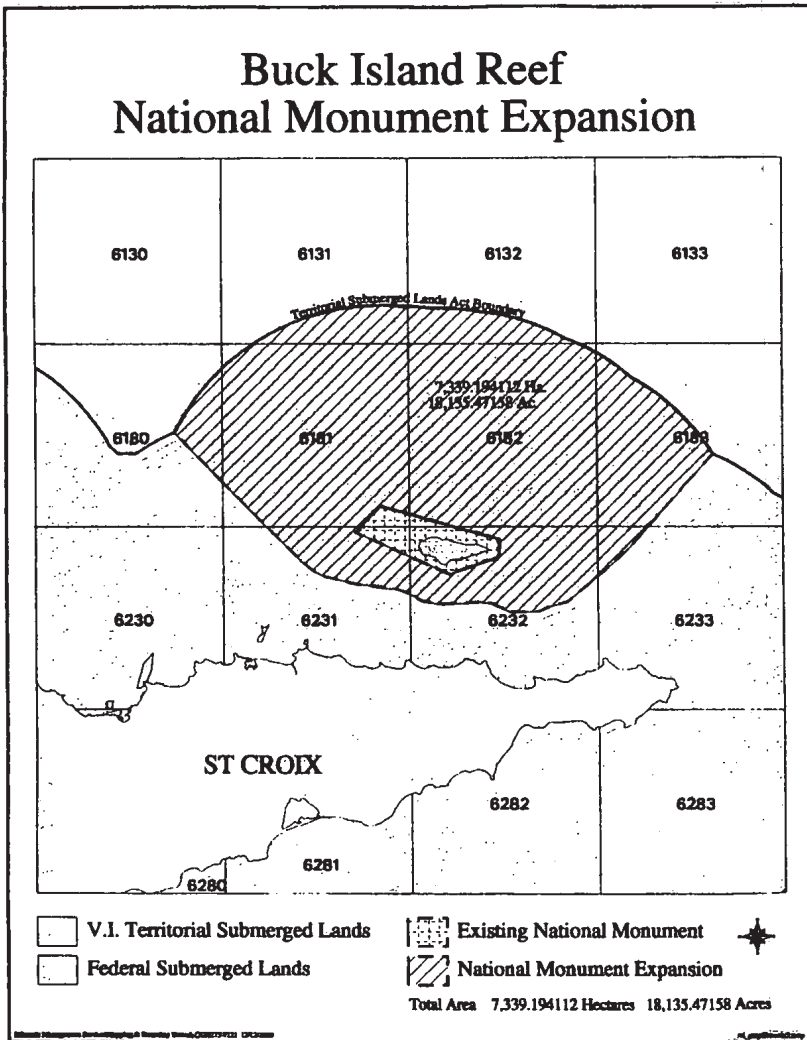 Buck Island Reef
National Monument Expansion
6130
6131
6132
6133
Territorial Submerged Lands Act Boundary
7,339.194112 Ha.
18,135.47158 Ac.
6180
6181
6182
6183
6230
6231
6232
6233
ST CROIX
6282
6283
6281
6280
V.I. Territorial Submerged Lands
Existing National Monument
Federal Submerged Lands
National Monument Expansion
Total Area 7,339.194112 Hectares 18,135.47158 Acres